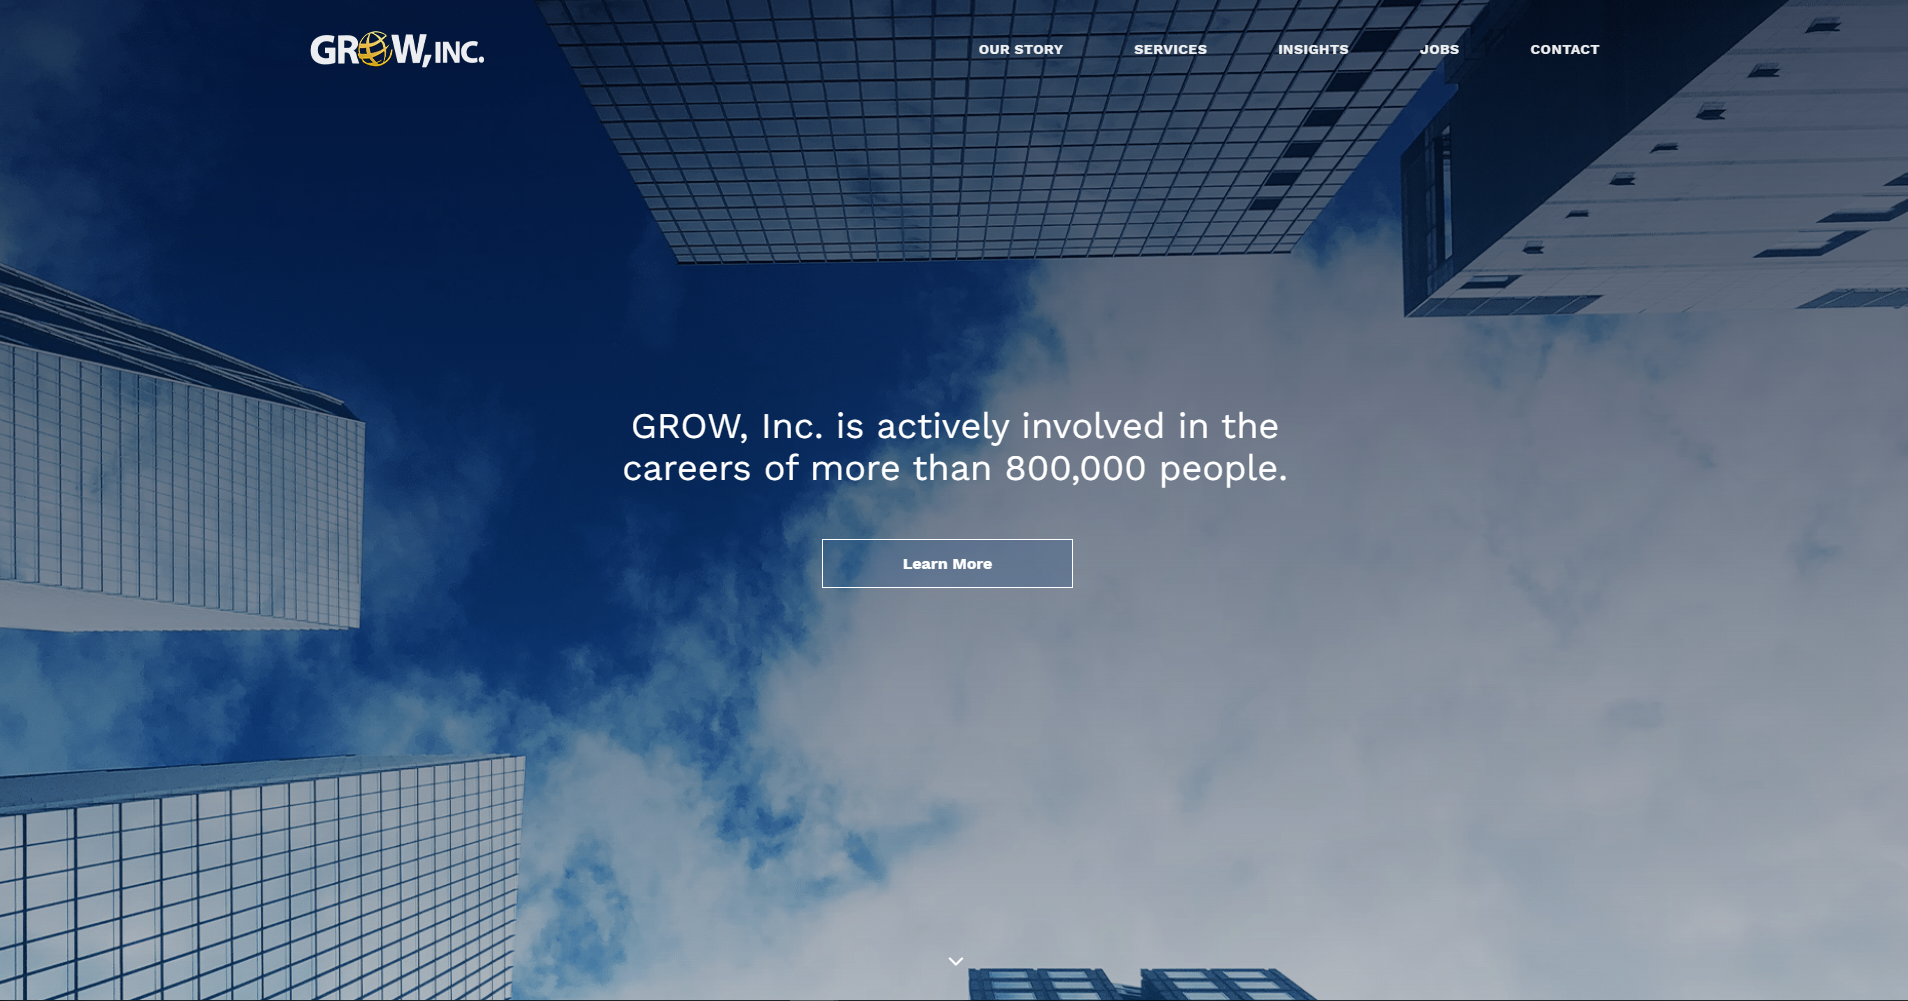 GROW, INC.
OUR STORY
SERVICES
INSIGHTS
JOBS
CONTACT
GROW, Inc. is actively involved in the
careers of more than 800,000 people.
Learn More